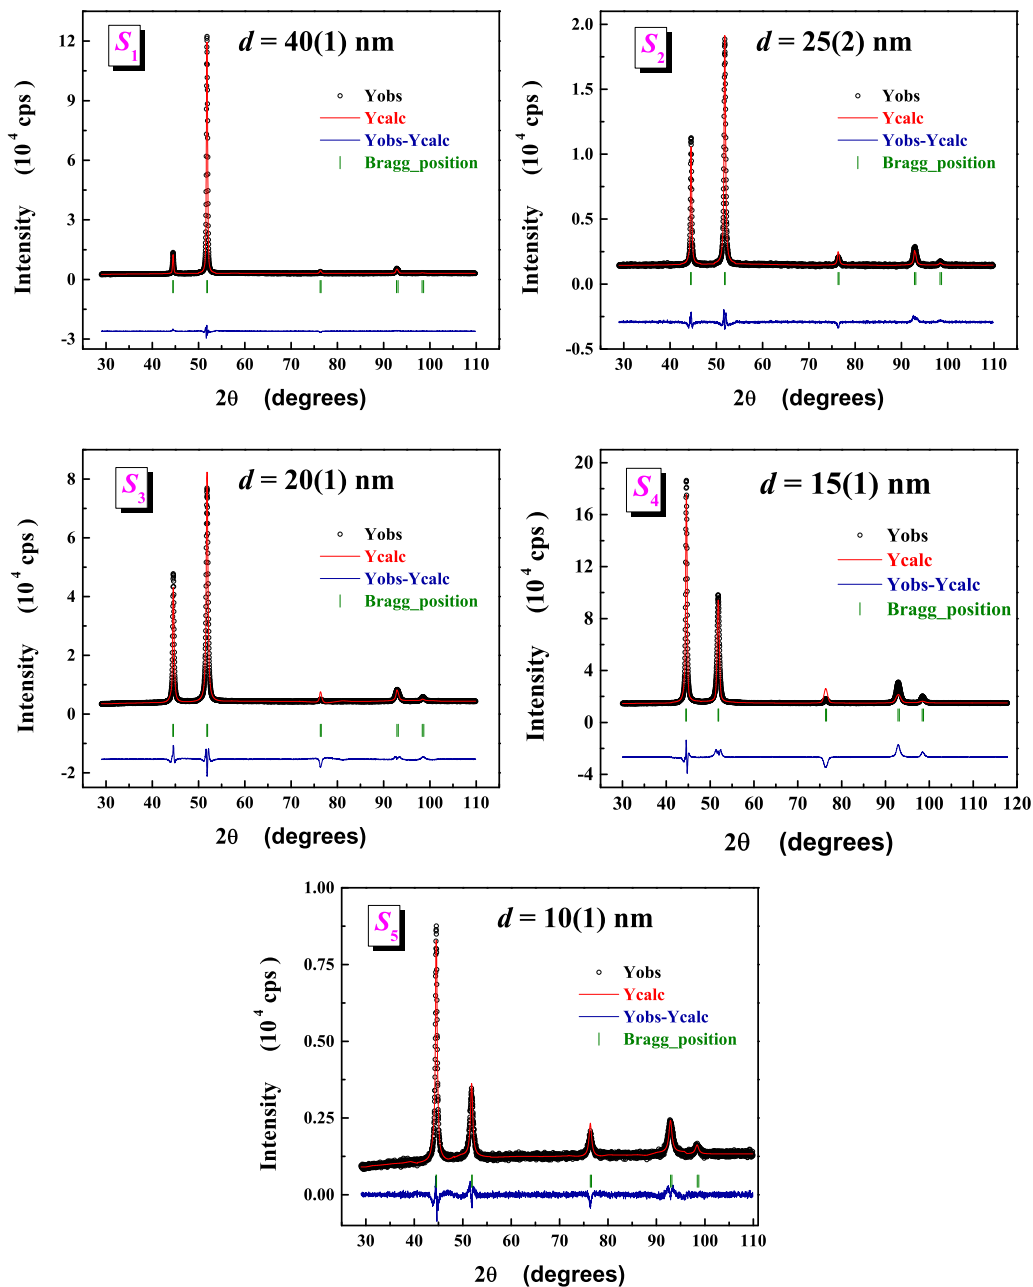 S1
d = 40(1) nm
Yobs
Ycalc
Yobs-Ycalc
Bragg_position
Intensity (10^4 cps)
12
9
6
3
0
-3
30 40 50 60 70 80 90 100 110
2θ (degrees)
S2
d = 25(2) nm
Yobs
Ycalc
Yobs-Ycalc
Bragg_position
Intensity (10^4 cps)
2.0
1.5
1.0
0.5
0.0
-0.5
30 40 50 60 70 80 90 100 110
2θ (degrees)
S3
d = 20(1) nm
Yobs
Ycalc
Yobs-Ycalc
Bragg_position
Intensity (10^4 cps)
8
6
4
2
0
-2
30 40 50 60 70 80 90 100 110
2θ (degrees)
S4
d = 15(1) nm
Yobs
Ycalc
Yobs-Ycalc
Bragg_position
Intensity (10^4 cps)
20
18
14
10
6
2
-4
30 40 50 60 70 80 90 100 110 120
2θ (degrees)
S5
d = 10(1) nm
Yobs
Ycalc
Yobs-Ycalc
Bragg_position
Intensity (10^4 cps)
1.00
0.75
0.50
0.25
0.00
30 40 50 60 70 80 90 100 110
2θ (degrees)